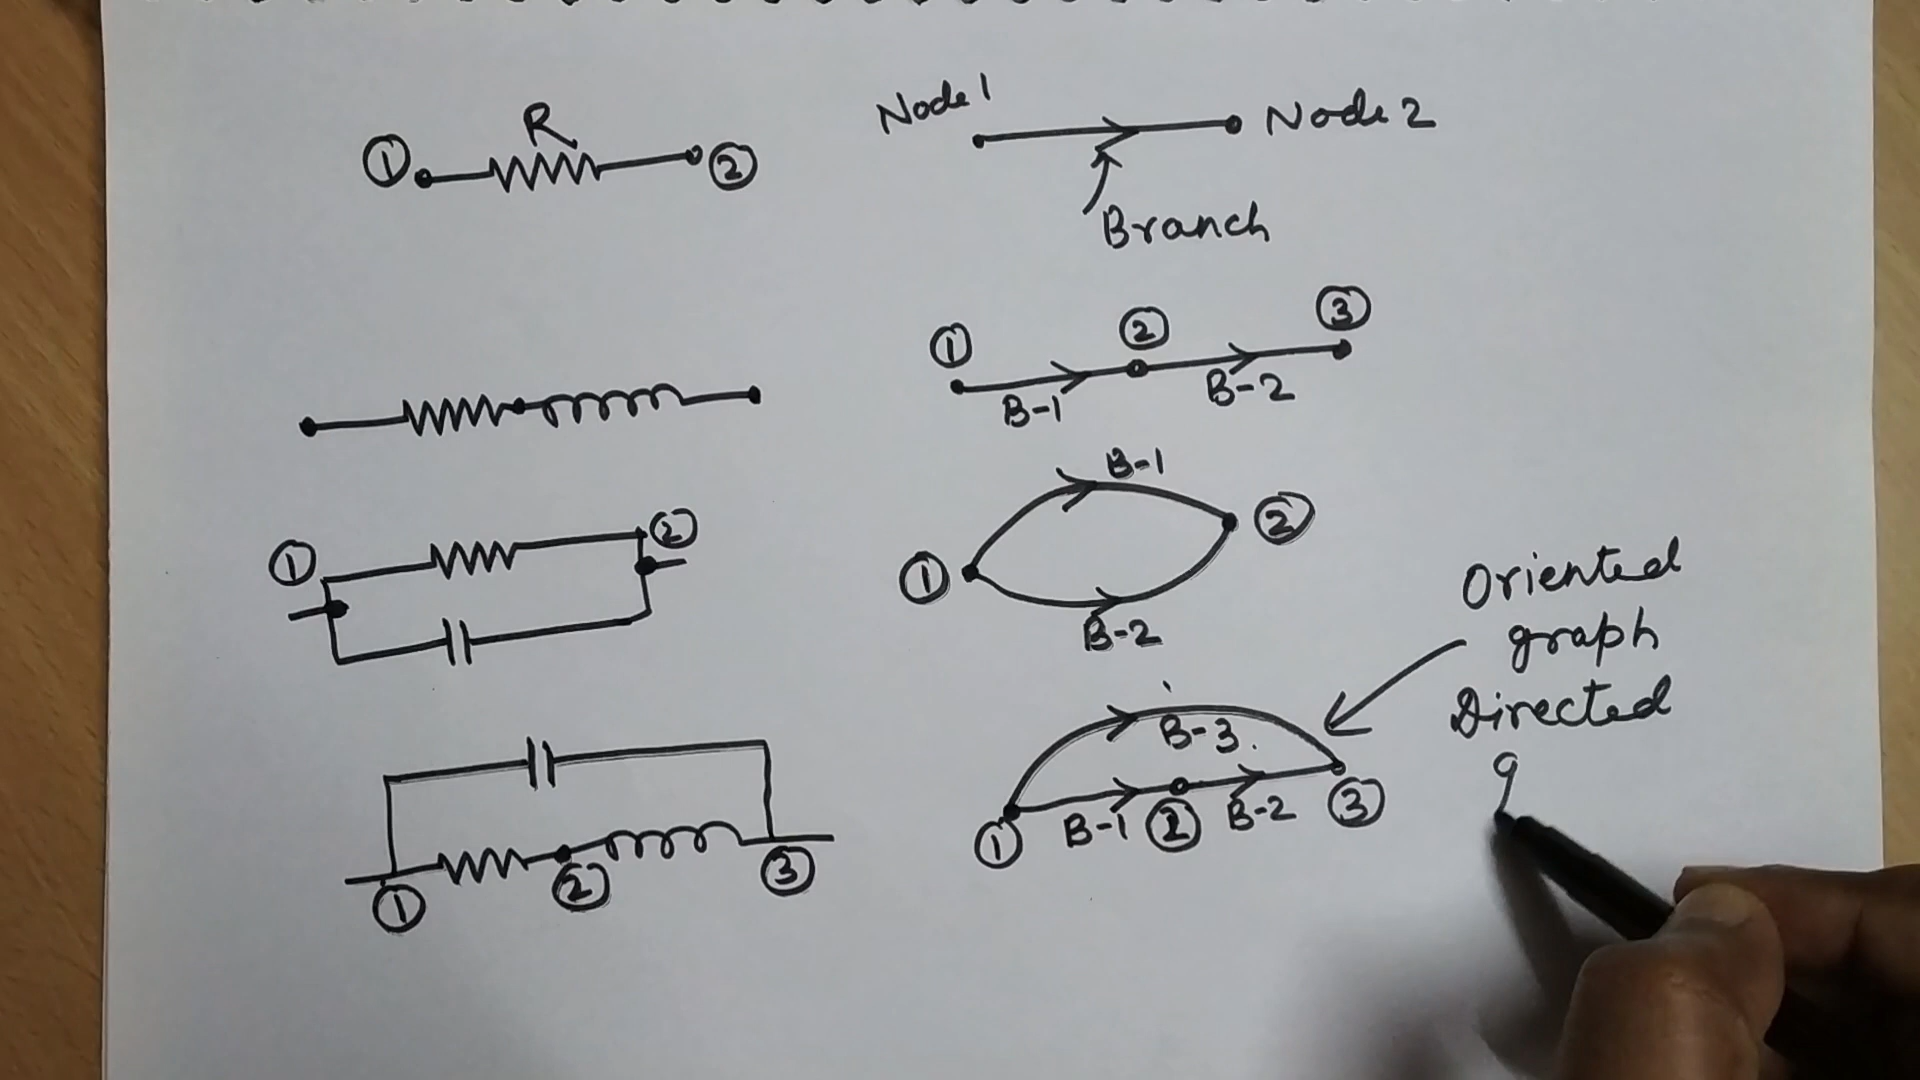 R
① ②
Node 1
Node 2
Branch
① ② ③
B-1 B-2
① ②
B-1
① ②
B-2
Oriented
graph
Directed
g
B-3.
① B-1 ② B-2 ③
① ② ③